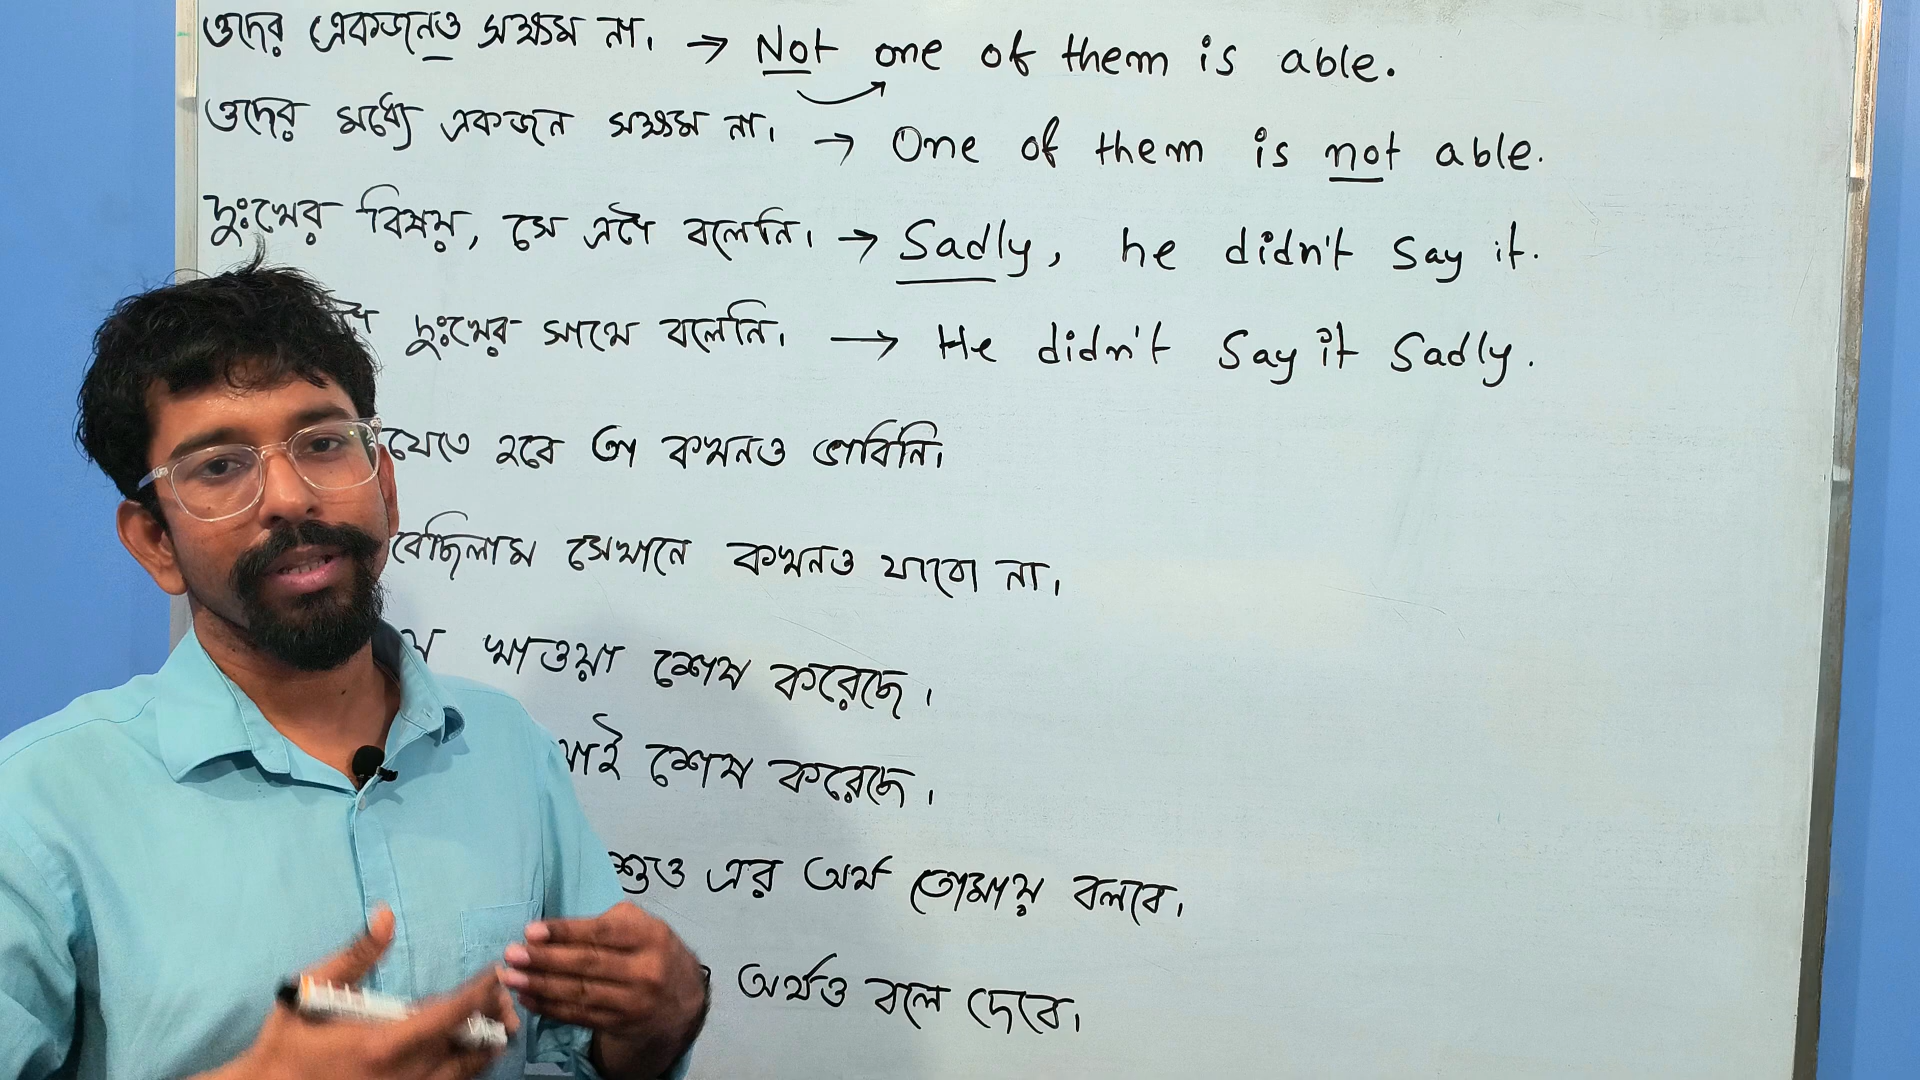 ওদের একজনও সক্ষম না। → Not one of them is able.
ওদের মধ্যে একজন সক্ষম না। → One of them is not able.
দুঃখের বিষয়, সে এটা বলেনি। → Sadly, he didn't say it.
দুঃখের সাথে বলেনি। → He didn't say it sadly.
যেতে হবে তা কখনও ভাবিনি।
সেখানে কখনও যাবো না।
খাওয়া শেষ করেছে।
শেষ করেছে।
এর অর্থ তোমায় বলবে।
অর্থও বলে দেবে।